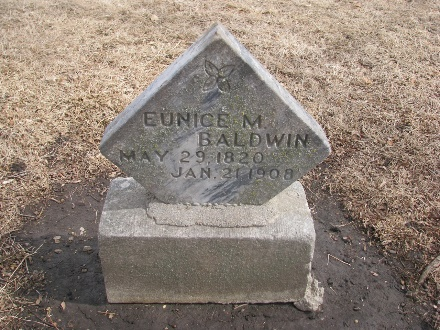 EUNICE M.
BALDWIN
MAY 29, 1820
JAN. 21 1908